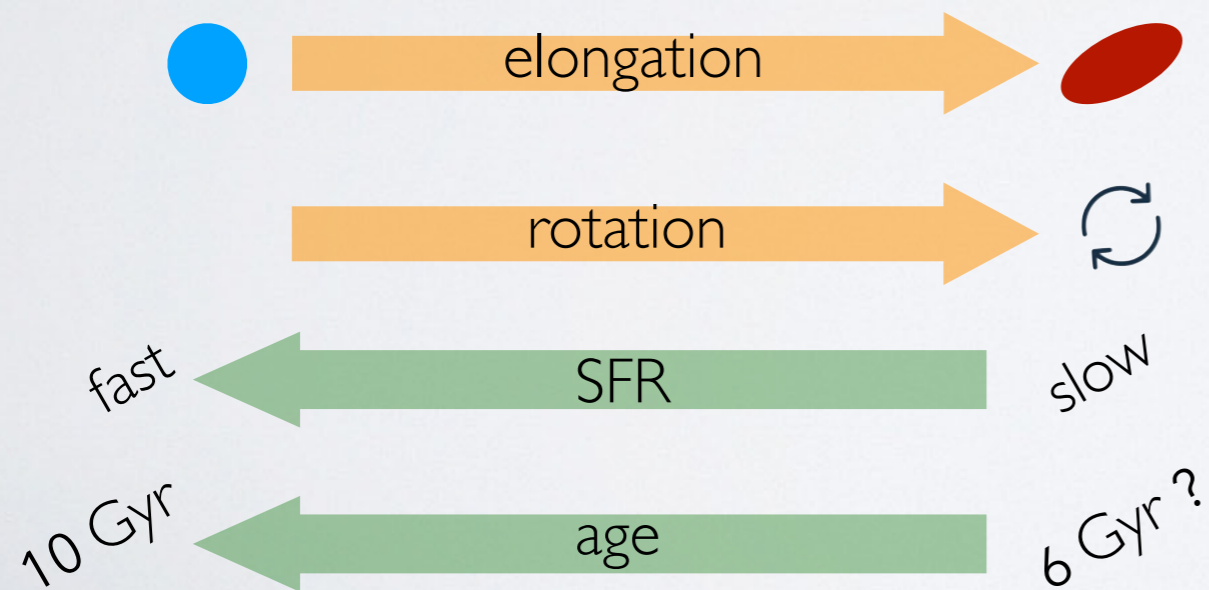 elongation
rotation
fast
SFR
slow
10 Gyr
age
6 Gyr ?